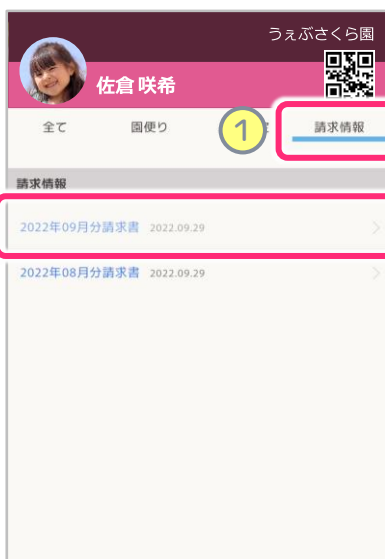 うぇぶさくら園
佐倉 咲希
全て 園便り 1 請求情報
請求情報
2022年09月分請求書 2022.09.29
2022年08月分請求書 2022.09.29